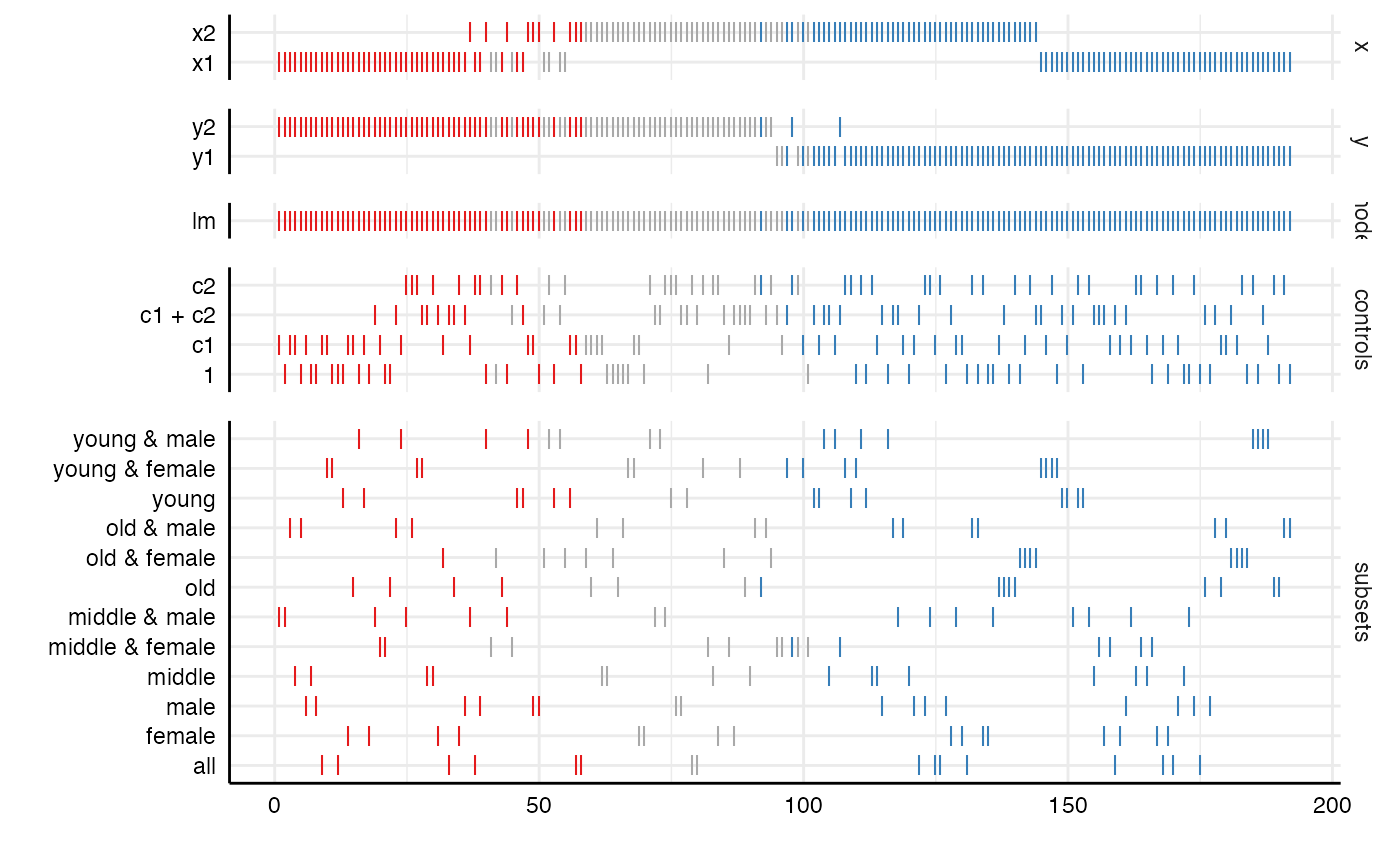 x2
x1
x
y2
y1
y
lm
c2
c1 + c2
c1
1
controls
young & male
young & female
young
old & male
old & female
old
middle & male
middle & female
middle
male
female
all
subsets
0 50 100 150 200